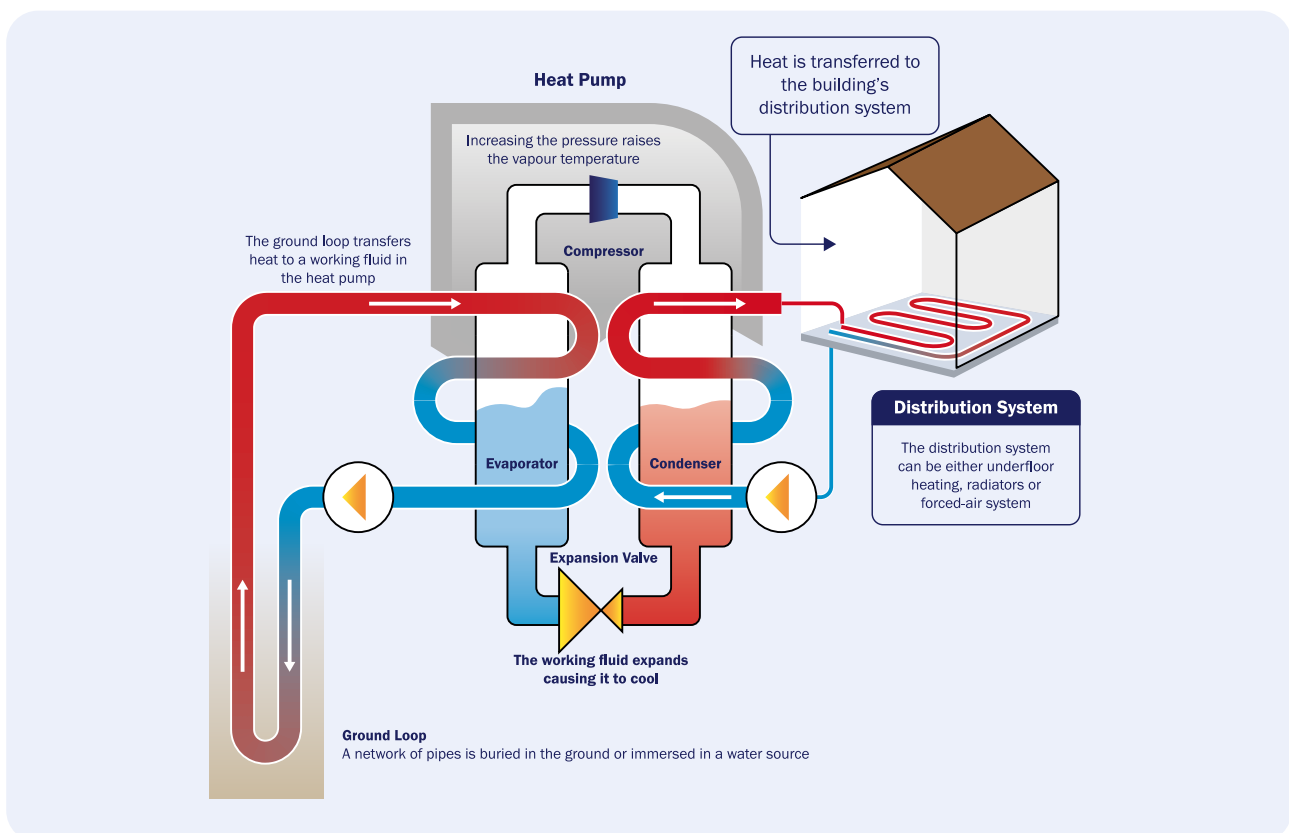 Heat Pump
Heat is transferred to
the building's
distribution system
Increasing the pressure raises
the vapour temperature
Compressor
The ground loop transfers
heat to a working fluid in
the heat pump
Distribution System
The distribution system
can be either underfloor
heating, radiators or
forced-air system
Evaporator
Condenser
Expansion Valve
The working fluid expands
causing it to cool
Ground Loop
A network of pipes is buried in the ground or immersed in a water source